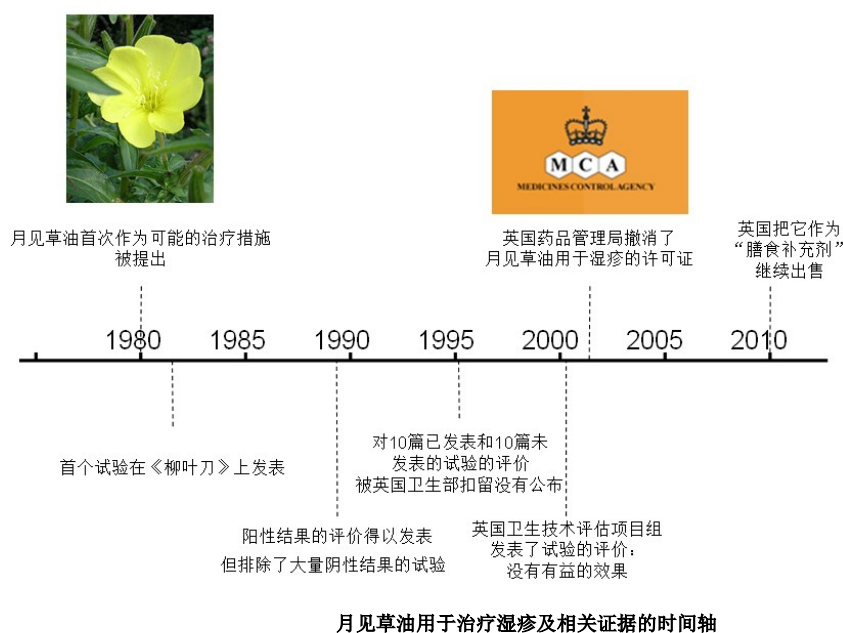 MCA
MEDICINES CONTROL AGENCY
月见草油首次作为可能的治疗措施
被提出
英国药品管理局撤消了
月见草油用于湿疹的许可证
英国把它作为
“膳食补充剂”
继续出售
1980 1985 1990 1995 2000 2005 2010
首个试验在《柳叶刀》上发表
阳性结果的评价得以发表
但排除了大量阴性结果的试验
对10篇已发表和10篇未
发表的试验的评价
被英国卫生部扣留没有公布
英国卫生技术评估项目组
发表了试验的评价：
没有有益的效果
月见草油用于治疗湿疹及相关证据的时间轴